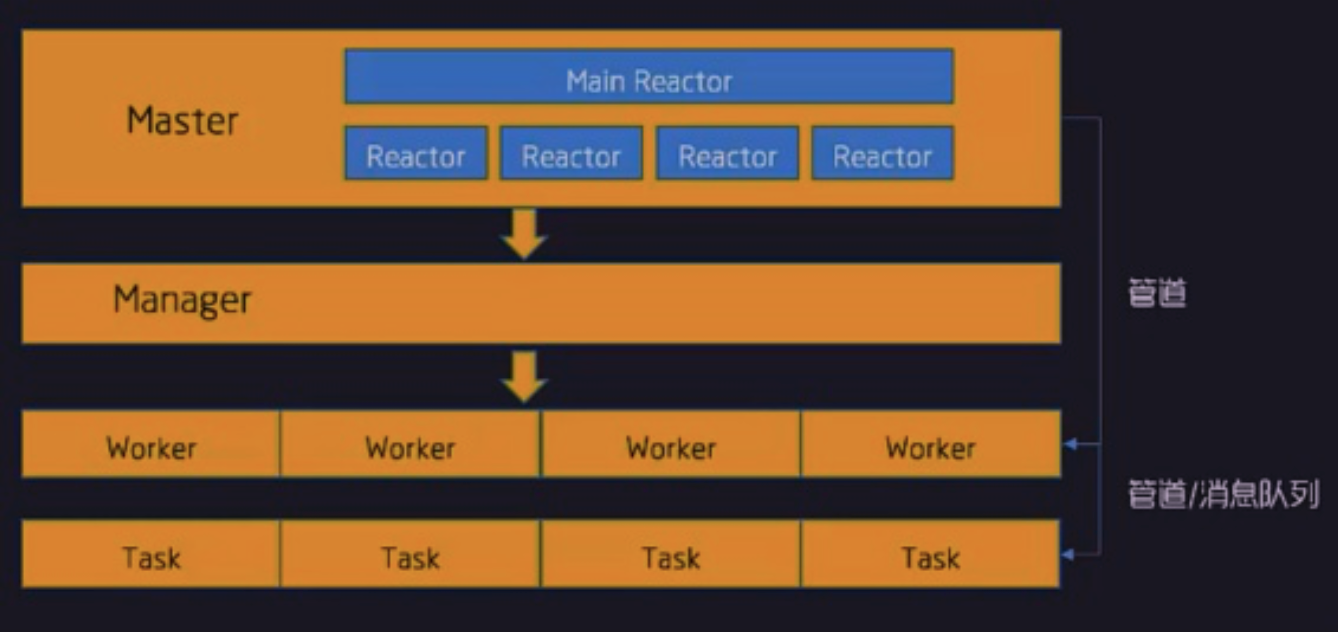 Main Reactor
Master
Reactor Reactor Reactor Reactor
Manager
管道
Worker Worker Worker Worker
管道/消息队列
Task Task Task Task